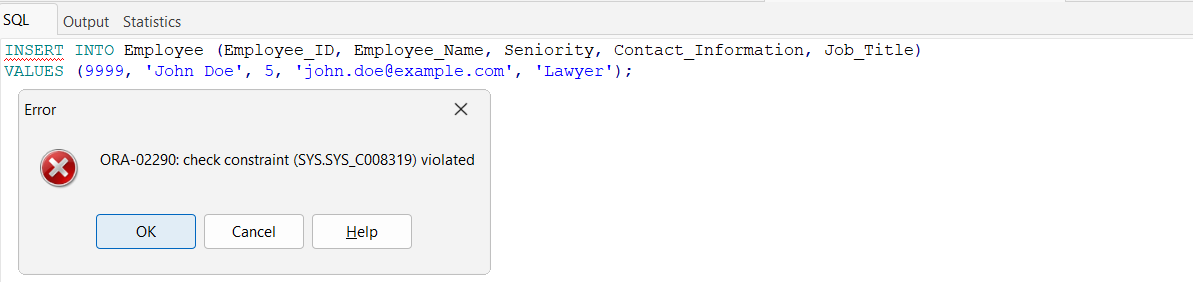 SQL Output Statistics
INSERT INTO Employee (Employee_ID, Employee_Name, Seniority, Contact_Information, Job_Title)
VALUES (9999, 'John Doe', 5, 'john.doe@example.com', 'Lawyer');
Error
ORA-02290: check constraint (SYS.SYS_C008319) violated
OK Cancel Help